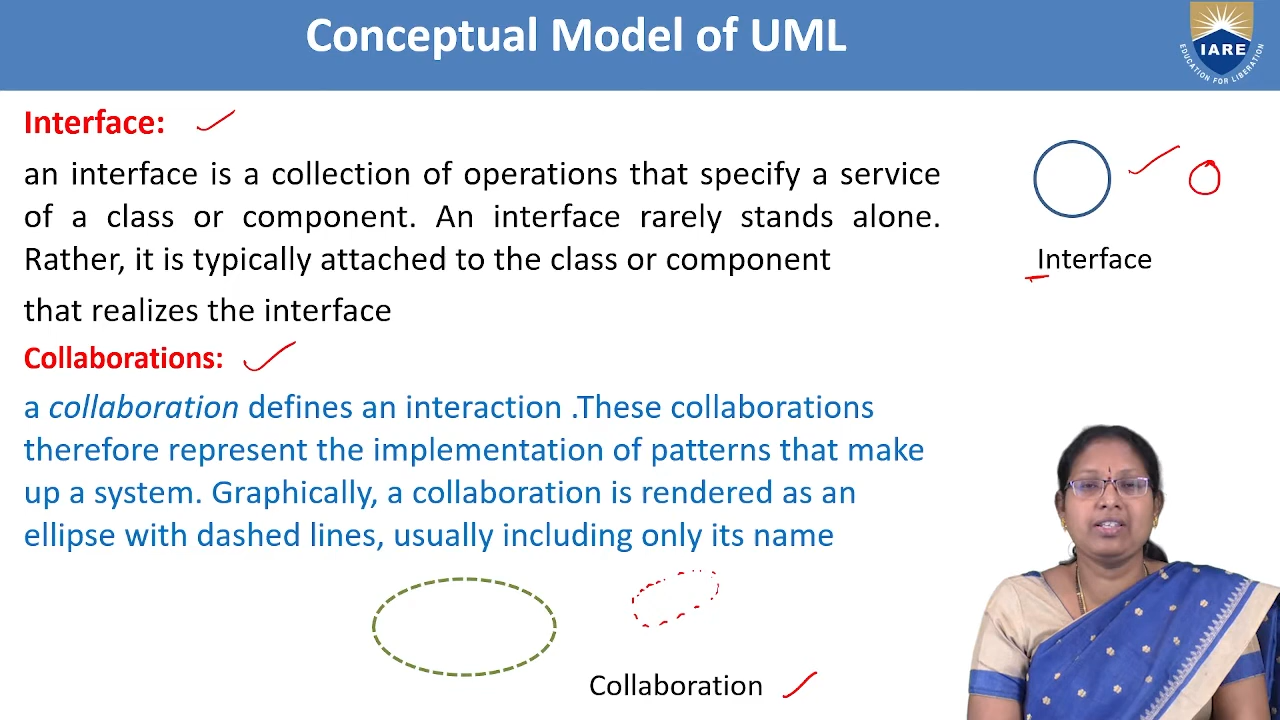 Conceptual Model of UML
IARE
EDUCATION FOR LIBERATION
Interface:
an interface is a collection of operations that specify a service
of a class or component. An interface rarely stands alone.
Rather, it is typically attached to the class or component
that realizes the interface
Interface
Collaborations:
a collaboration defines an interaction .These collaborations
therefore represent the implementation of patterns that make
up a system. Graphically, a collaboration is rendered as an
ellipse with dashed lines, usually including only its name
Collaboration